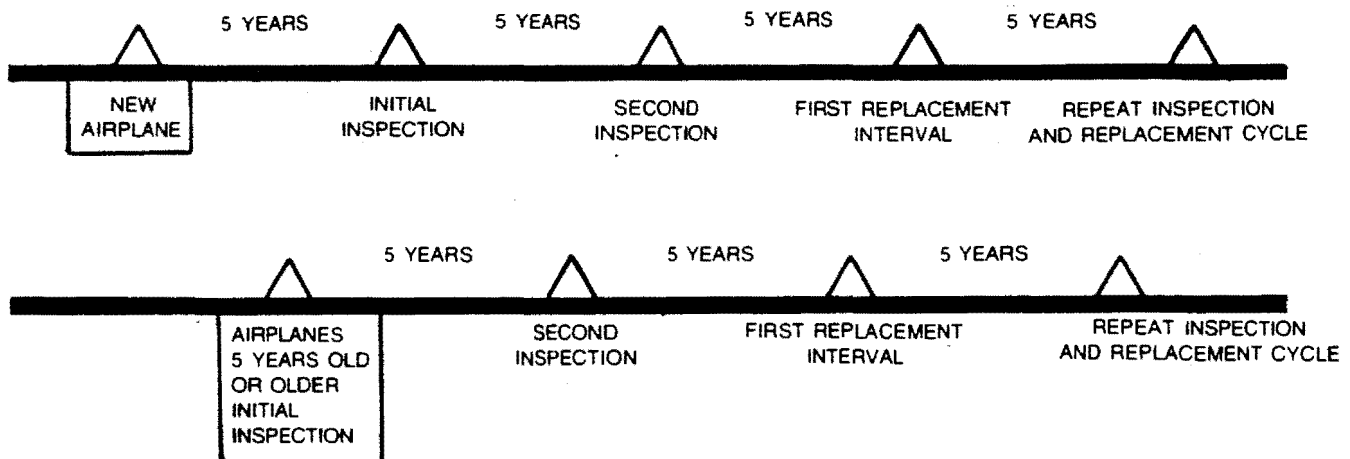 5 YEARS 5 YEARS 5 YEARS 5 YEARS
NEW
AIRPLANE
INITIAL
INSPECTION
SECOND
INSPECTION
FIRST REPLACEMENT
INTERVAL
REPEAT INSPECTION
AND REPLACEMENT CYCLE
5 YEARS 5 YEARS 5 YEARS
AIRPLANES
5 YEARS OLD
OR OLDER
INITIAL
INSPECTION
SECOND
INSPECTION
FIRST REPLACEMENT
INTERVAL
REPEAT INSPECTION
AND REPLACEMENT CYCLE